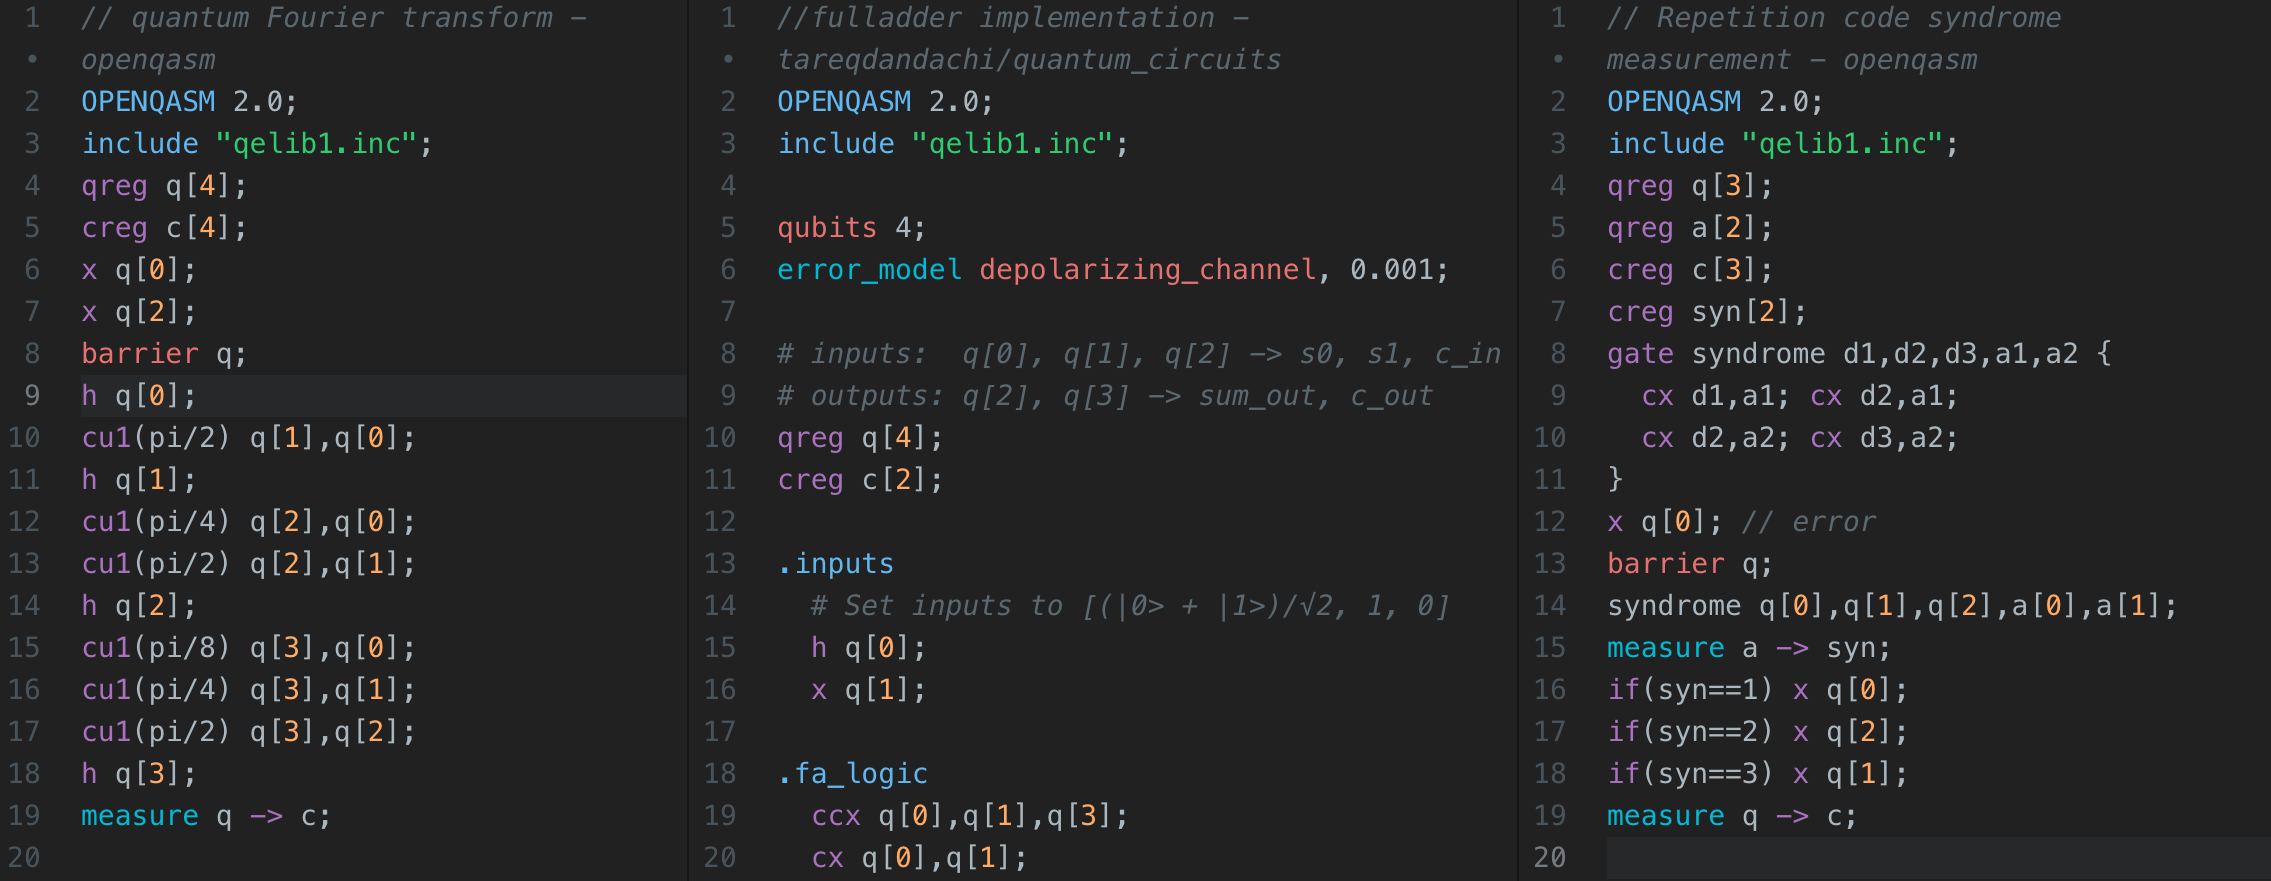 1 // quantum Fourier transform –
• openqasm
2 OPENQASM 2.0;
3 include "qelib1.inc";
4 qreg q[4];
5 creg c[4];
6 x q[0];
7 x q[2];
8 barrier q;
9 h q[0];
10 cu1(pi/2) q[1],q[0];
11 h q[1];
12 cu1(pi/4) q[2],q[0];
13 cu1(pi/2) q[2],q[1];
14 h q[2];
15 cu1(pi/8) q[3],q[0];
16 cu1(pi/4) q[3],q[1];
17 cu1(pi/2) q[3],q[2];
18 h q[3];
19 measure q –> c;
20
1 //fulladder implementation –
• tareqdandachi/quantum_circuits
2 OPENQASM 2.0;
3 include "qelib1.inc";
4
5 qubits 4;
6 error_model depolarizing_channel, 0.001;
7
8 # inputs:  q[0], q[1], q[2] –> s0, s1, c_in
9 # outputs: q[2], q[3] –> sum_out, c_out
10 qreg q[4];
11 creg c[2];
12
13 .inputs
14   # Set inputs to [(|0> + |1>)/√2, 1, 0]
15   h q[0];
16   x q[1];
17
18 .fa_logic
19   ccx q[0],q[1],q[3];
20   cx q[0],q[1];
1 // Repetition code syndrome
• measurement – openqasm
2 OPENQASM 2.0;
3 include "qelib1.inc";
4 qreg q[3];
5 qreg a[2];
6 creg c[3];
7 creg syn[2];
8 gate syndrome d1,d2,d3,a1,a2 {
9   cx d1,a1; cx d2,a1;
10   cx d2,a2; cx d3,a2;
11 }
12 x q[0]; // error
13 barrier q;
14 syndrome q[0],q[1],q[2],a[0],a[1];
15 measure a –> syn;
16 if(syn==1) x q[0];
17 if(syn==2) x q[2];
18 if(syn==3) x q[1];
19 measure q –> c;
20